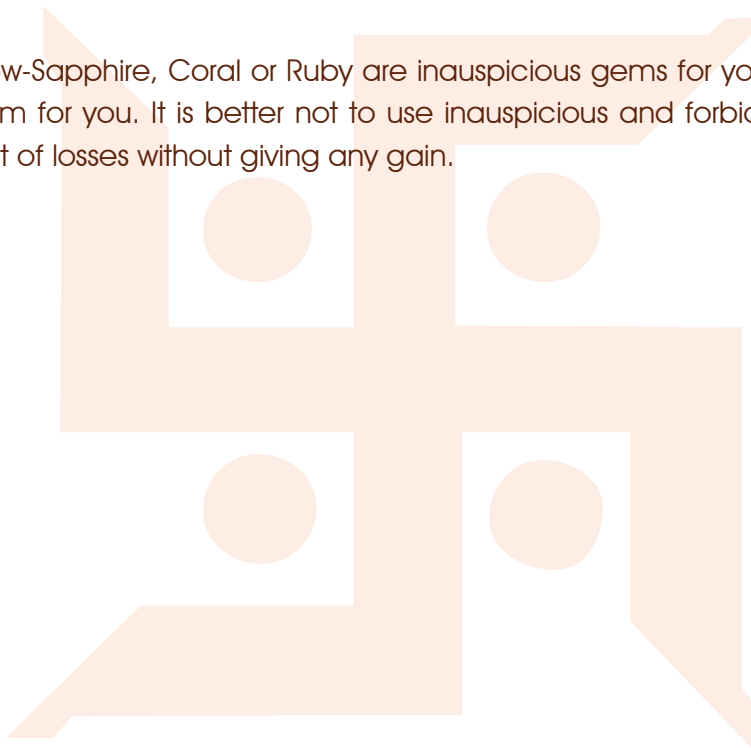 w-Sapphire, Coral or Ruby are inauspicious gems for yo
m for you. It is better not to use inauspicious and forbid
t of losses without giving any gain.